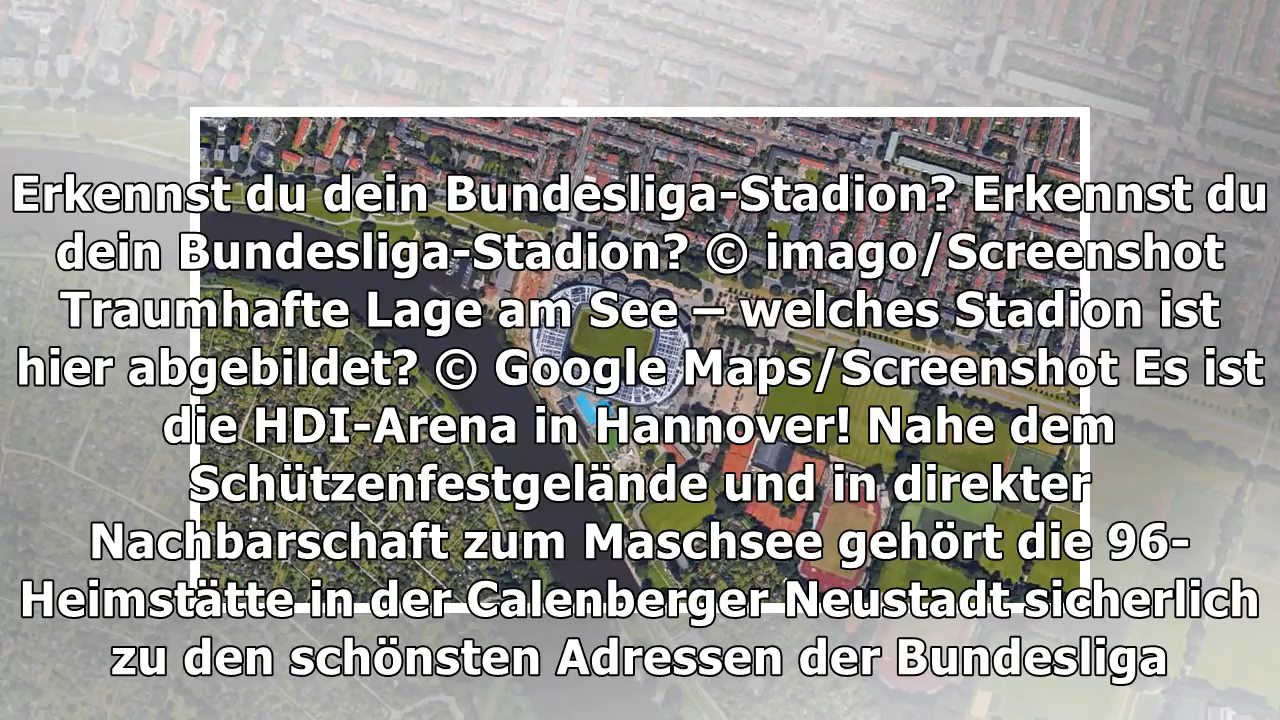 Erkennst du dein Bundesliga-Stadion? Erkennst du
dein Bundesliga-Stadion? © imago/Screenshot
Traumhafte Lage am See – welches Stadion ist
hier abgebildet? © Google Maps/Screenshot Es ist
die HDI-Arena in Hannover! Nahe dem
Schützenfestgelände und in direkter
Nachbarschaft zum Maschsee gehört die 96-
Heimstätte in der Calenberger Neustadt sicherlich
zu den schönsten Adressen der Bundesliga